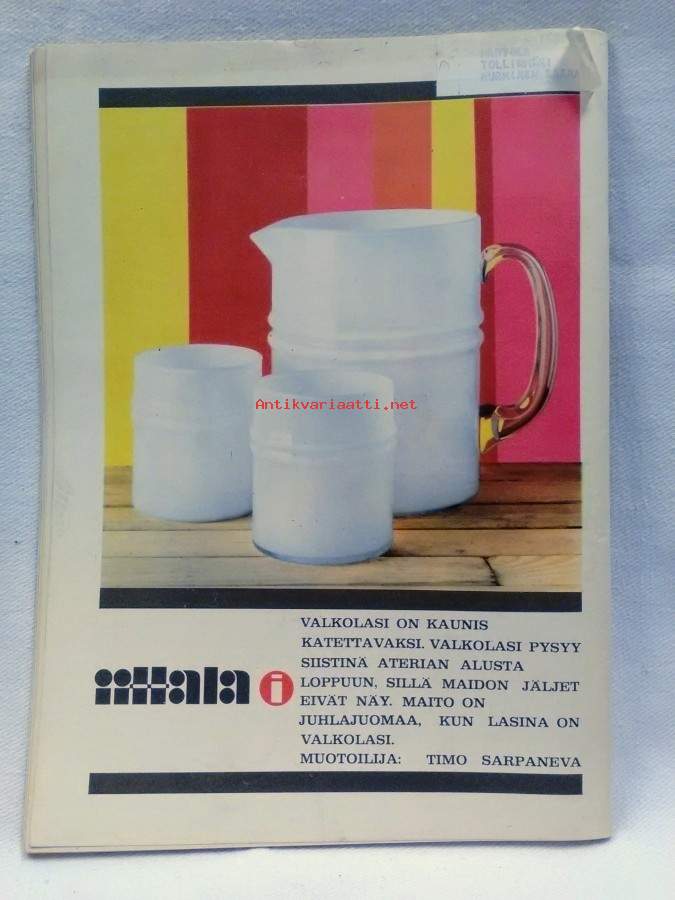 TOLLINMÄKI
Antikvariaatti.net
VALKOLASI ON KAUNIS
KATETTAVAKSI. VALKOLASI PYSYY
SIISTINÄ ATERIAN ALUSTA
LOPPUUN, SILLÄ MAIDON JÄLJET
EIVÄT NÄY. MAITO ON
JUHLAJUOMAA, KUN LASINA ON
VALKOLASI.
MUOTOILIJA: TIMO SARPANEVA
iittala i